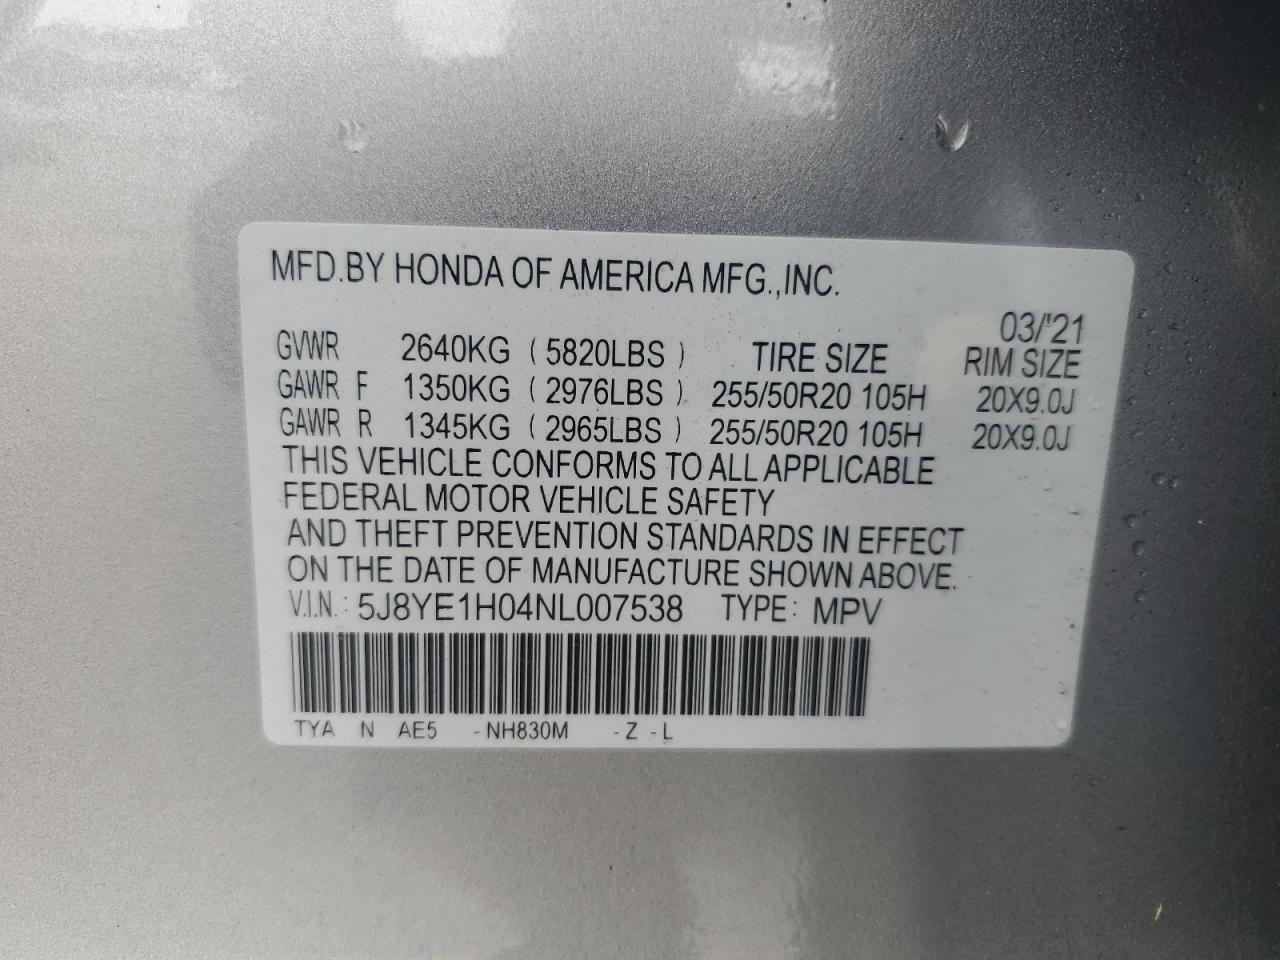 MFD.BY HONDA OF AMERICA MFG.,INC.
03/'21
GVWR 2640KG ( 5820LBS ) TIRE SIZE RIM SIZE
GAWR F 1350KG ( 2976LBS ) 255/50R20 105H 20X9.0J
GAWR R 1345KG ( 2965LBS ) 255/50R20 105H 20X9.0J
THIS VEHICLE CONFORMS TO ALL APPLICABLE
FEDERAL MOTOR VEHICLE SAFETY
AND THEFT PREVENTION STANDARDS IN EFFECT
ON THE DATE OF MANUFACTURE SHOWN ABOVE.
V.I.N.: 5J8YE1H04NL007538 TYPE: MPV
TYA N AE5 -NH830M -Z -L